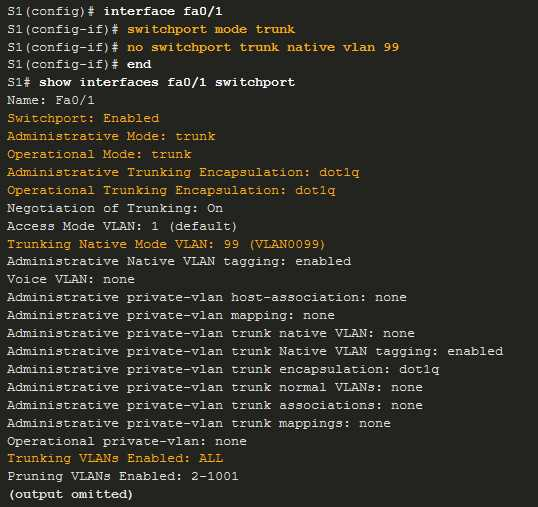 S1(config)# interface fa0/1
S1(config-if)# switchport mode trunk
S1(config-if)# no switchport trunk native vlan 99
S1(config-if)# end
S1# show interfaces fa0/1 switchport
Name: Fa0/1
Switchport: Enabled
Administrative Mode: trunk
Operational Mode: trunk
Administrative Trunking Encapsulation: dot1q
Operational Trunking Encapsulation: dot1q
Negotiation of Trunking: On
Access Mode VLAN: 1 (default)
Trunking Native Mode VLAN: 99 (VLAN0099)
Administrative Native VLAN tagging: enabled
Voice VLAN: none
Administrative private-vlan host-association: none
Administrative private-vlan mapping: none
Administrative private-vlan trunk native VLAN: none
Administrative private-vlan trunk Native VLAN tagging: enabled
Administrative private-vlan trunk encapsulation: dot1q
Administrative private-vlan trunk normal VLANs: none
Administrative private-vlan trunk associations: none
Administrative private-vlan trunk mappings: none
Operational private-vlan: none
Trunking VLANs Enabled: ALL
Pruning VLANs Enabled: 2-1001
(output omitted)